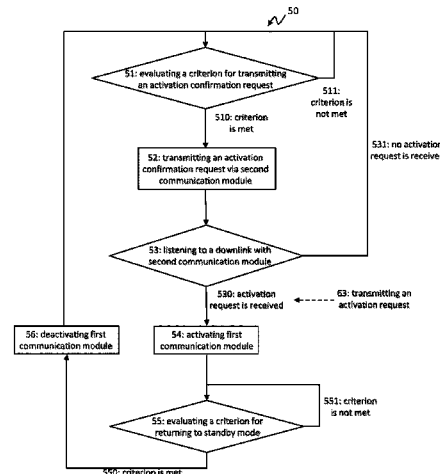 50
51: evaluating a criterion for transmitting
an activation confirmation request
511:
criterion is
not met
510: criterion
is met
531: no activation
request is received
52: transmitting an activation
confirmation request via second
communication module
53: listening to a downlink with
second communication module
530: activation
request is received
63: transmitting an
activation request
56: deactivating first
communication module
54: activating first
communication module
551: criterion
is not met
55: evaluating a criterion for
returning to standby mode
550: criterion is met